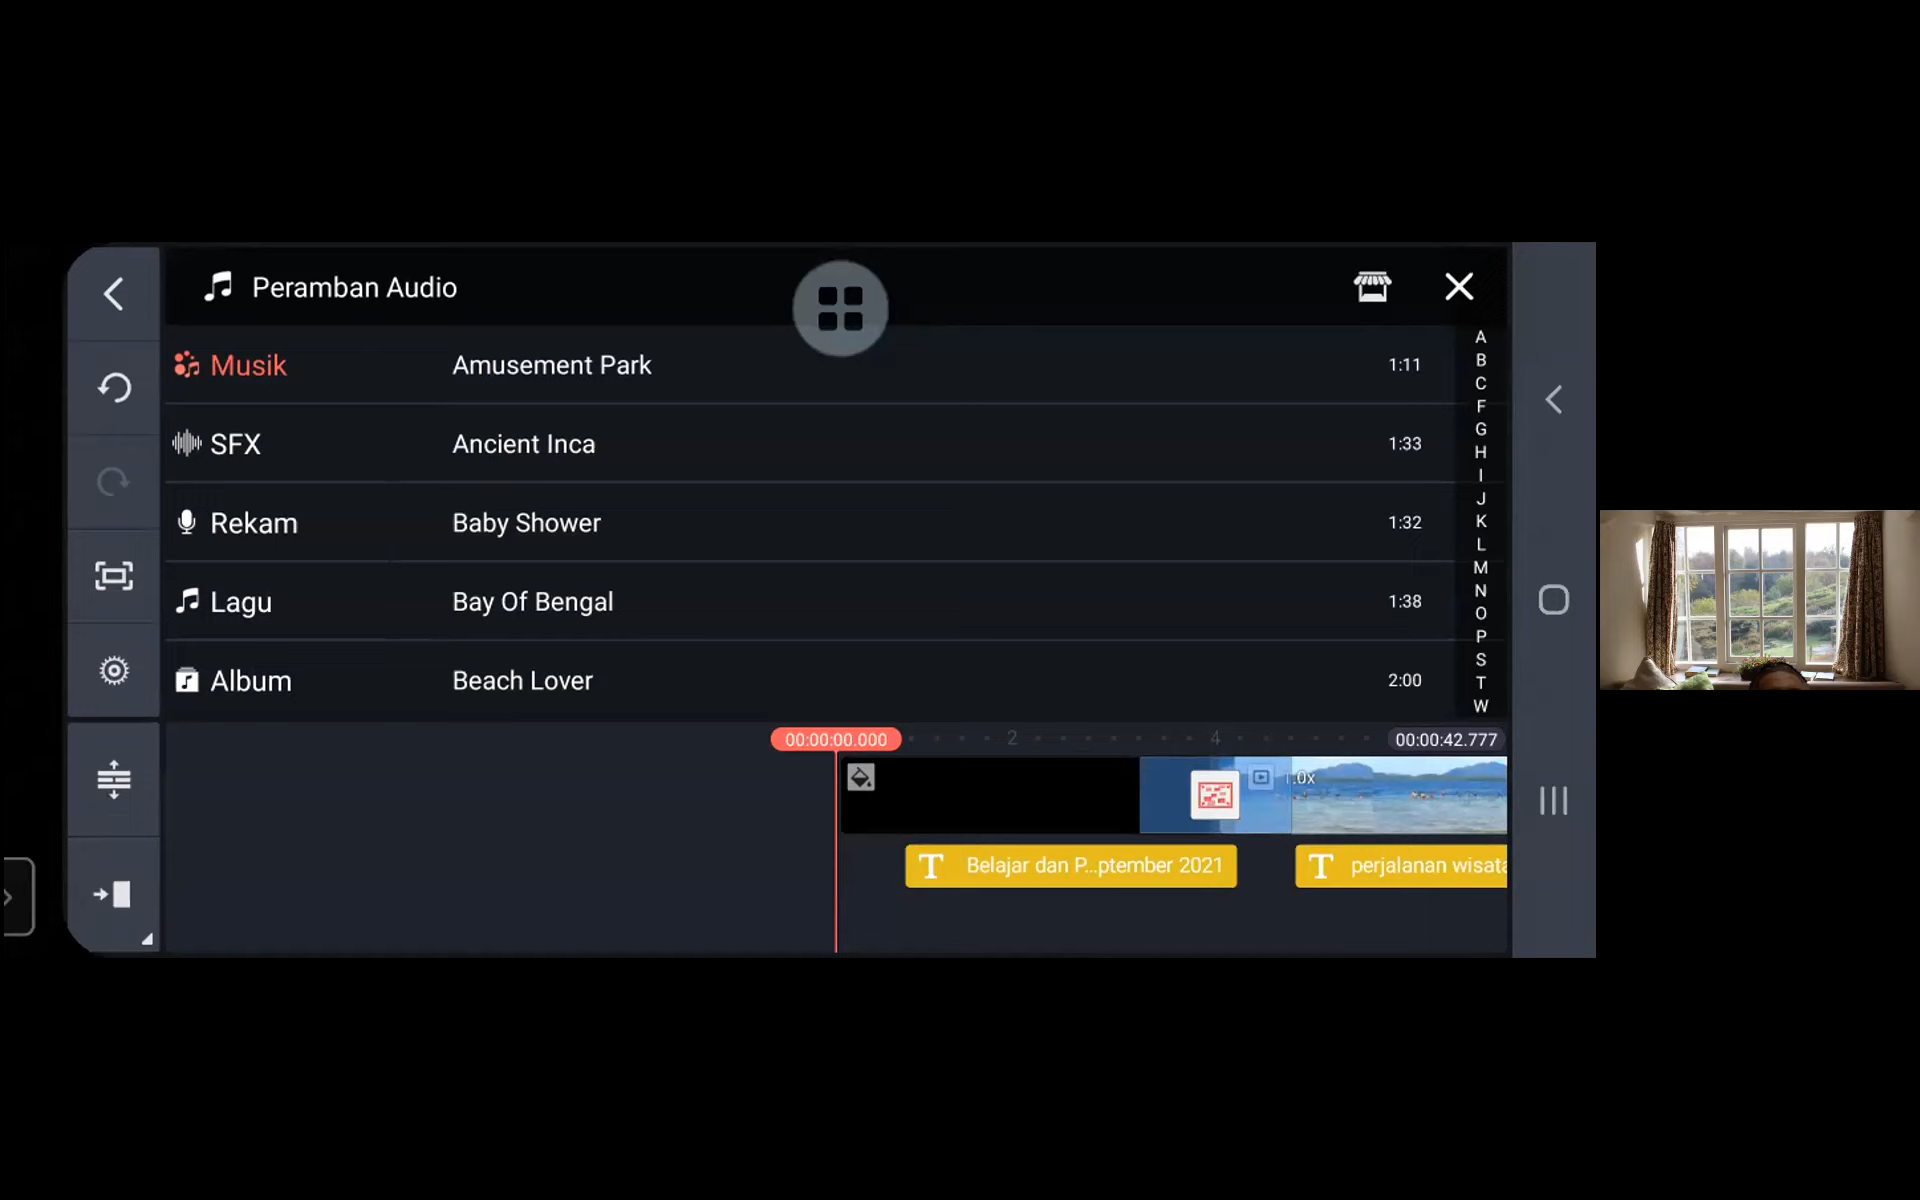 Peramban Audio
Musik
Amusement Park
1:11
SFX
Ancient Inca
1:33
Rekam
Baby Shower
1:32
Lagu
Bay Of Bengal
1:38
Album
Beach Lover
2:00
A
B
C
F
G
H
I
J
K
L
M
N
O
P
S
T
W
00:00:00.000
2
4
00:00:42.777
.0x
T Belajar dan P...ptember 2021
T perjalanan wisata